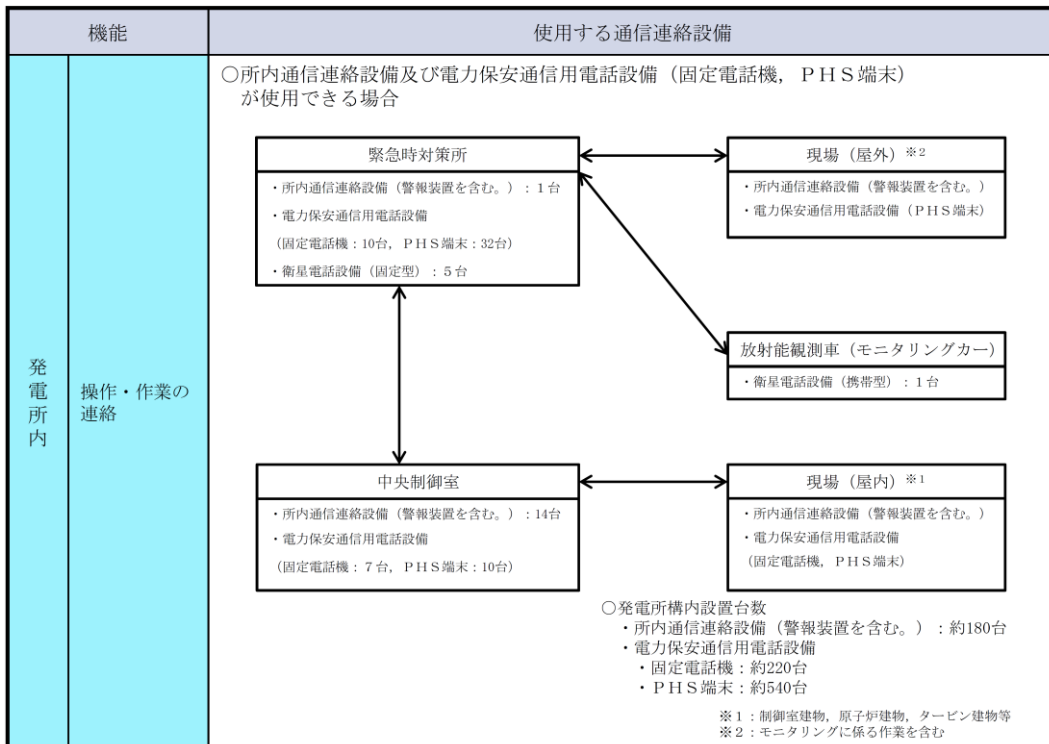 機能
使用する通信連絡設備
発電所内
操作・作業の
連絡
○所内通信連絡設備及び電力保安通信用電話設備（固定電話機，ＰＨＳ端末）
が使用できる場合
緊急時対策所
・所内通信連絡設備（警報装置を含む。）：１台
・電力保安通信用電話設備
（固定電話機：10台，ＰＨＳ端末：32台）
・衛星電話設備（固定型）：５台
現場（屋外）※2
・所内通信連絡設備（警報装置を含む。）
・電力保安通信用電話設備（PHS端末）
放射能観測車（モニタリングカー）
・衛星電話設備（携帯型）：１台
中央制御室
・所内通信連絡設備（警報装置を含む。）：14台
・電力保安通信用電話設備
（固定電話機：７台，ＰＨＳ端末：10台）
現場（屋内）※1
・所内通信連絡設備（警報装置を含む。）
・電力保安通信用電話設備
（固定電話機，ＰＨＳ端末）
○発電所構内設置台数
・所内通信連絡設備（警報装置を含む。）：約180台
・電力保安通信用電話設備
・固定電話機：約220台
・ＰＨＳ端末：約540台
※１：制御室建物，原子炉建物，タービン建物等
※２：モニタリングに係る作業を含む